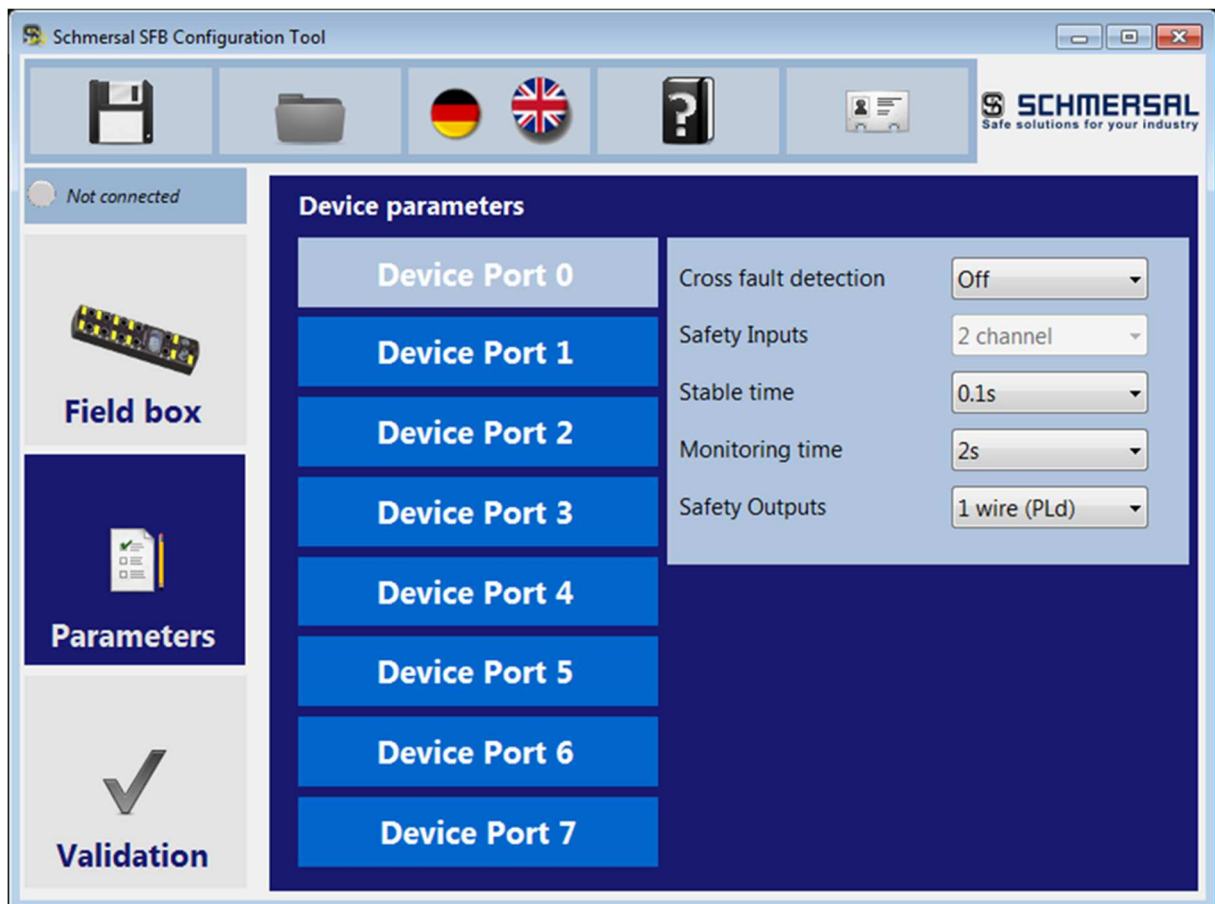 Schmersal SFB Configuration Tool
SCHMERSAL
Safe solutions for your industry
Not connected
Device parameters
Field box
Parameters
Validation
Device Port 0
Device Port 1
Device Port 2
Device Port 3
Device Port 4
Device Port 5
Device Port 6
Device Port 7
Cross fault detection Off
Safety Inputs 2 channel
Stable time 0.1s
Monitoring time 2s
Safety Outputs 1 wire (PLd)